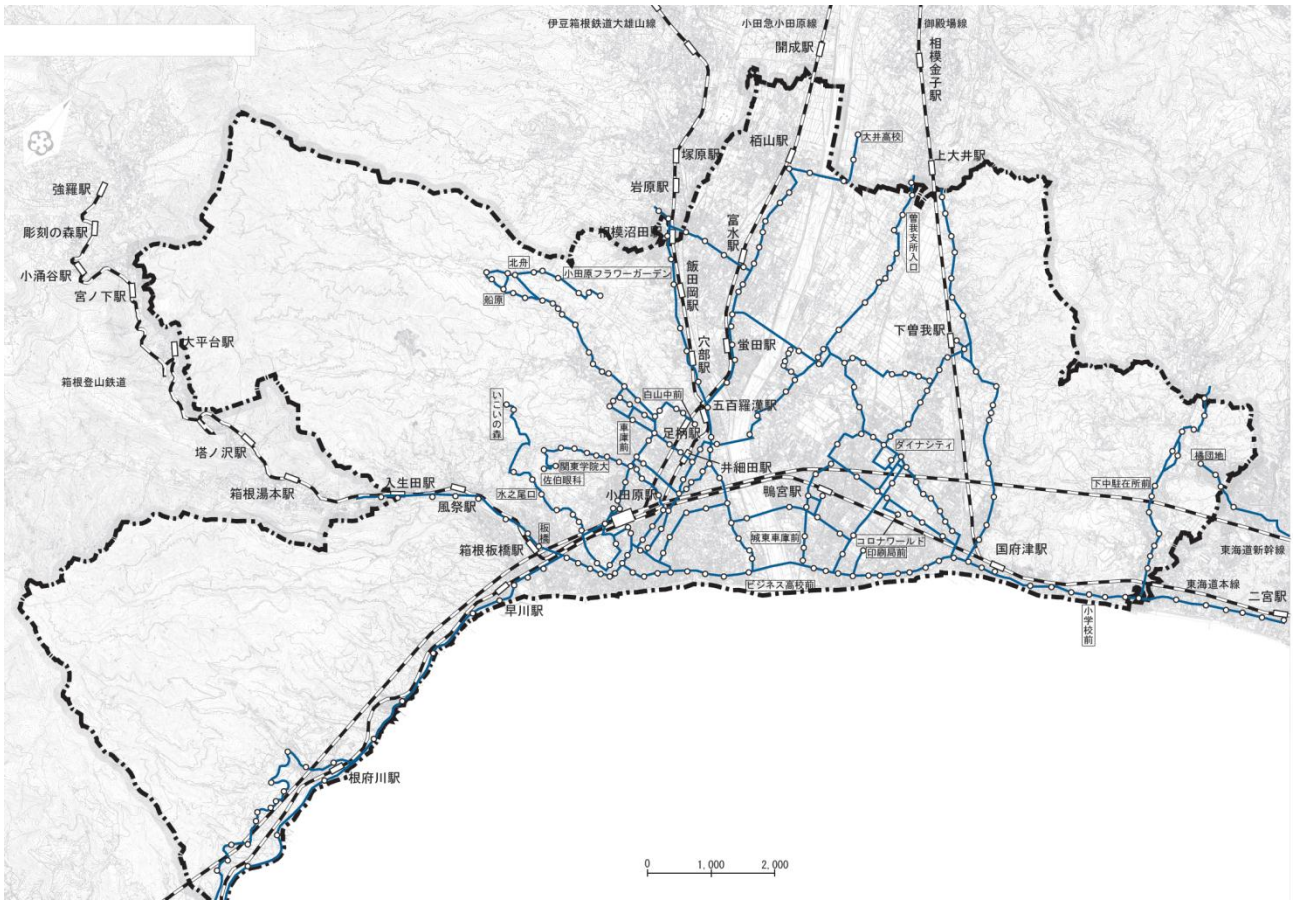 伊豆箱根鉄道大雄山線
小田急小田原線
御殿場線
開成駅
相模金子駅
大井高校
栢山駅
塚原駅
上大井駅
強羅駅
岩原駅
彫刻の森駅
富水駅
曽我支所入口
相模沼田駅
小涌谷駅
北舟
小田原フラワーガーデン
飯田岡駅
宮ノ下駅
船原
下曽我駅
大平台駅
穴部駅
蛍田駅
箱根登山鉄道
いこいの森
白山中前
五百羅漢駅
車庫前
足柄駅
ダイナシティ
塔ノ沢駅
橘団地
関東学院大
井細田駅
佐伯眼科
入生田駅
下中駐在所前
箱根湯本駅
水之尾口
小田原駅
鴨宮駅
風祭駅
板橋
城東車庫前
コロナワールド
箱根板橋駅
印刷局前
国府津駅
東海道新幹線
ビジネス高校前
東海道本線
早川駅
二宮駅
小学校前
根府川駅
0 1,000 2,000